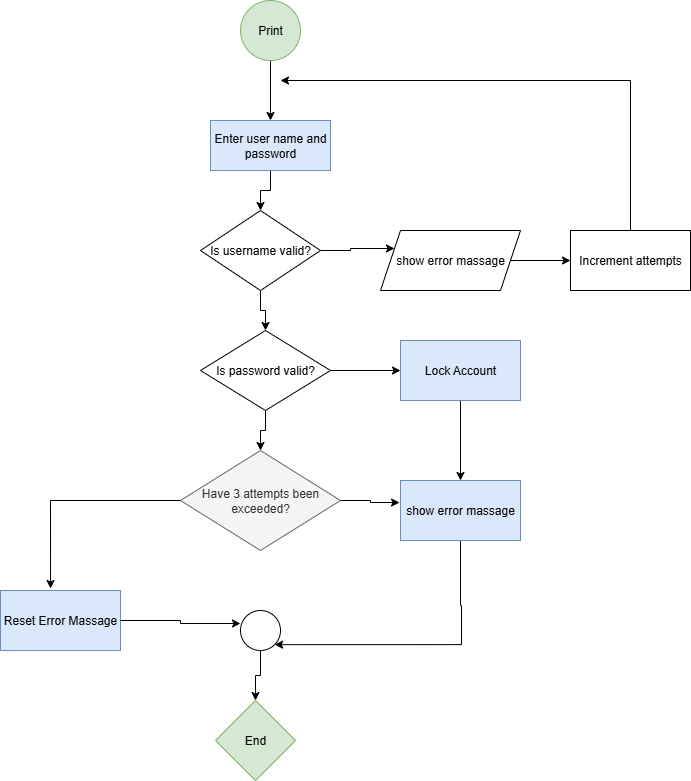 Print
Enter user name and
password
Is username valid?
show error massage
Increment attempts
Is password valid?
Lock Account
Have 3 attempts been
exceeded?
show error massage
Reset Error Massage
End